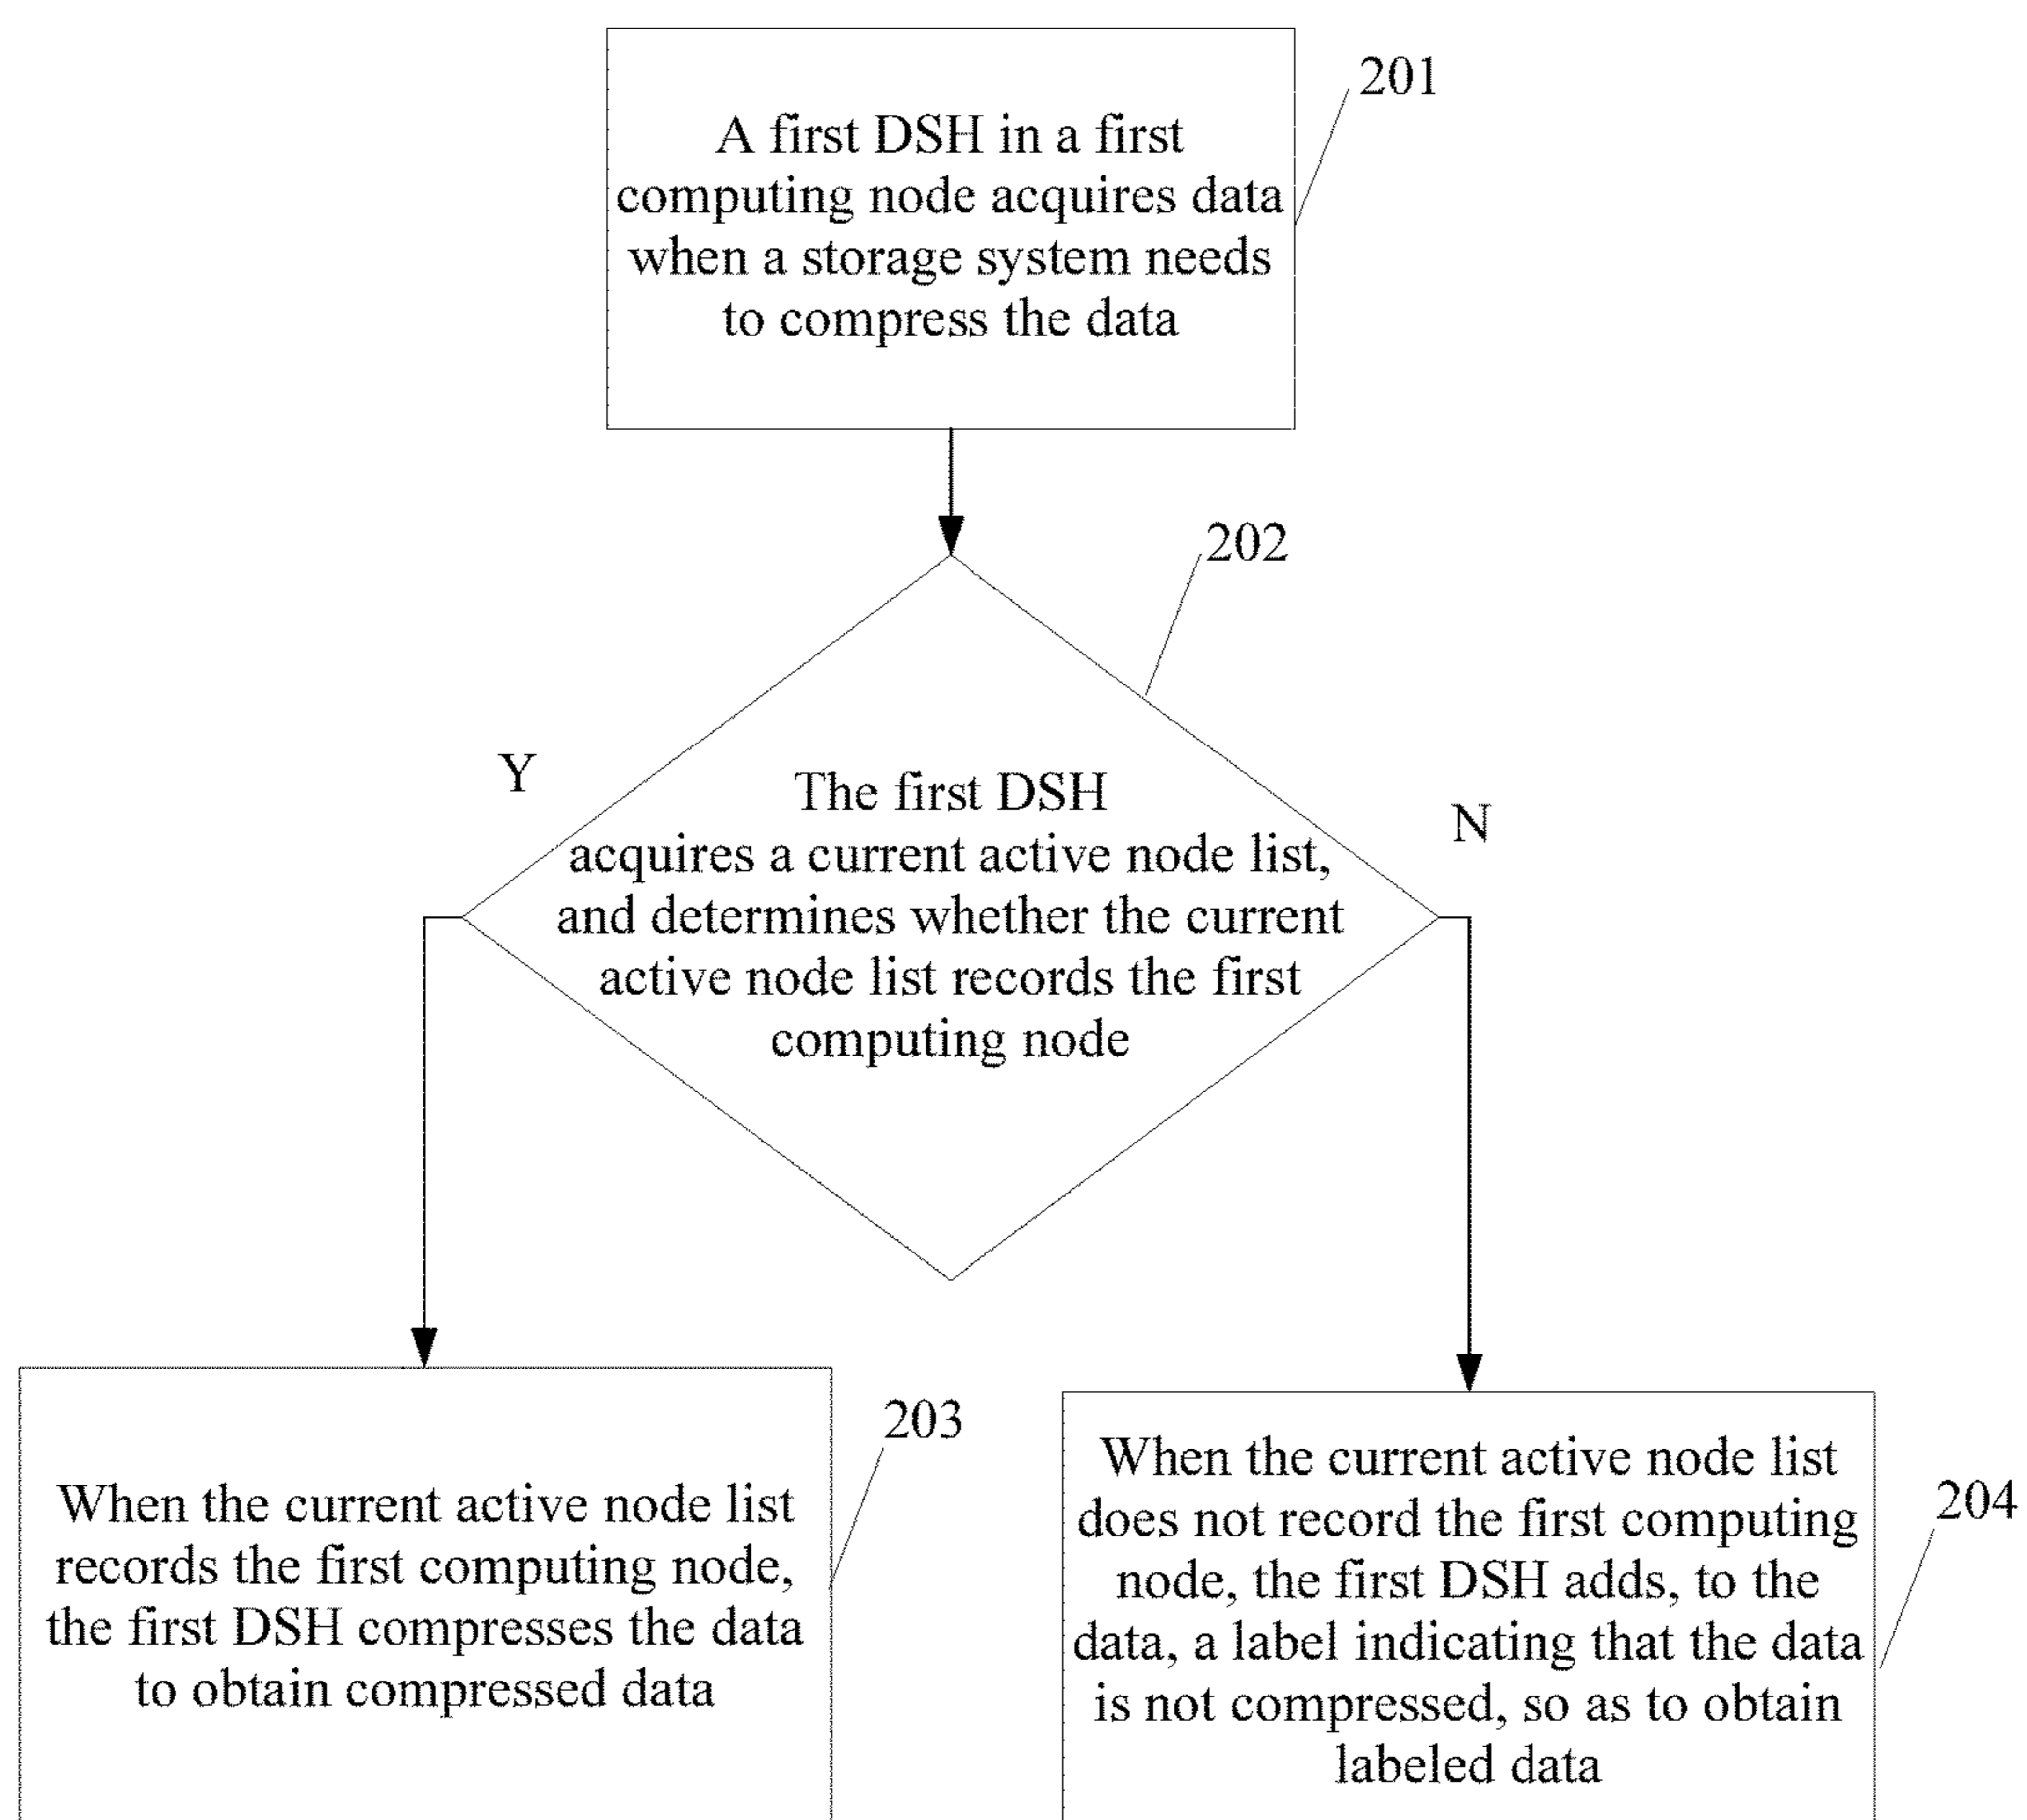 A first DSH in a first
computing node acquires data
when a storage system needs
to compress the data
201
202
Y
The first DSH
acquires a current active node list,
and determines whether the current
active node list records the first
computing node
N
When the current active node list
records the first computing node,
the first DSH compresses the data
to obtain compressed data
203
When the current active node list
does not record the first computing
node, the first DSH adds, to the
data, a label indicating that the data
is not compressed, so as to obtain
labeled data
204